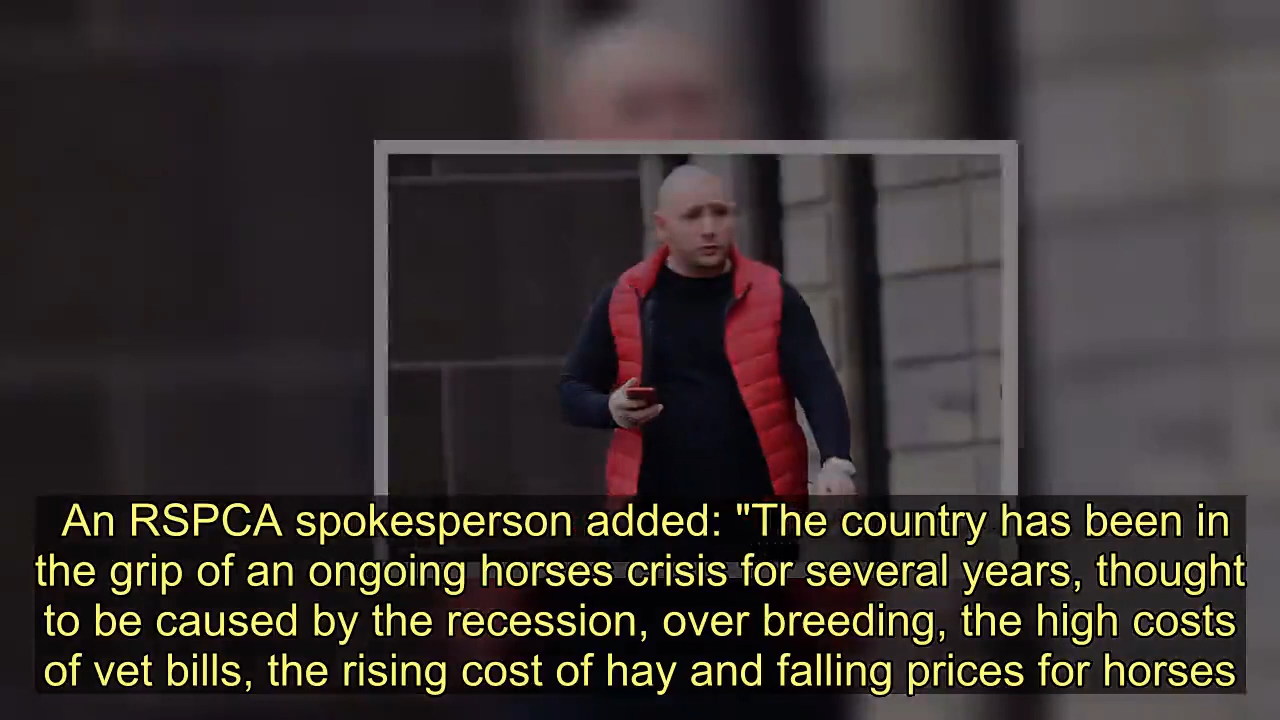 An RSPCA spokesperson added: "The country has been in
the grip of an ongoing horses crisis for several years, thought
to be caused by the recession, over breeding, the high costs
of vet bills, the rising cost of hay and falling prices for horses